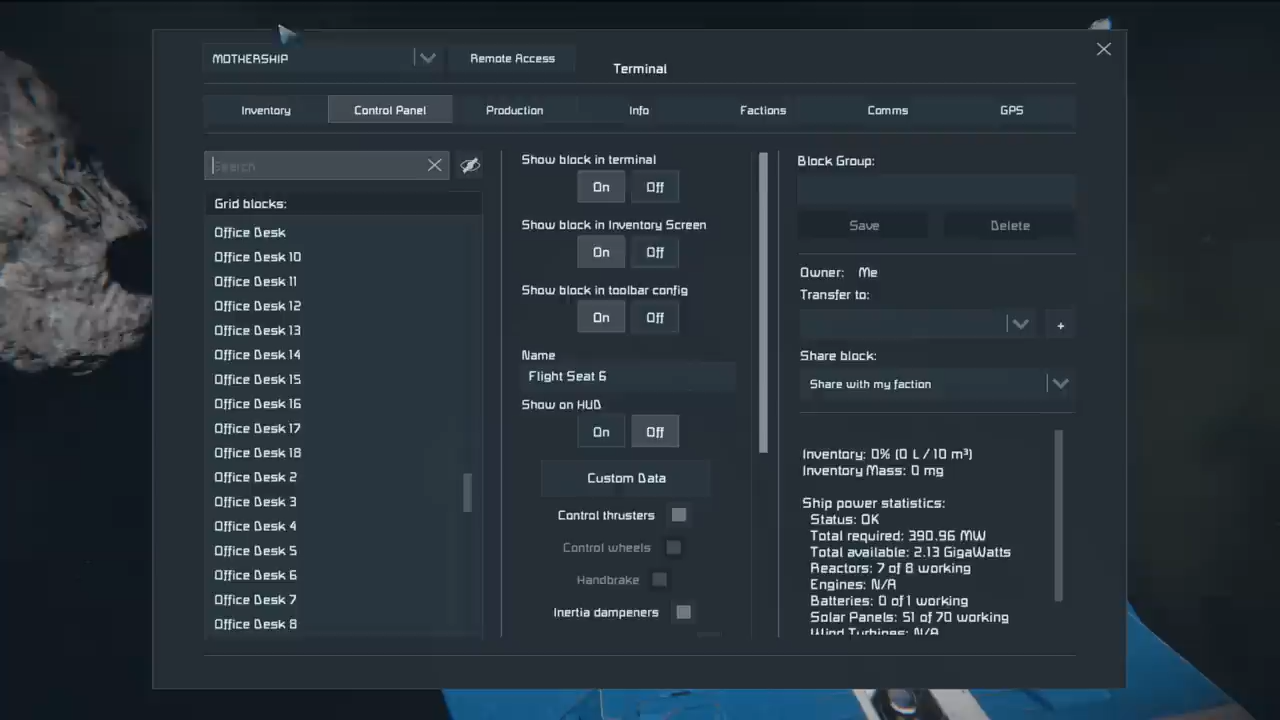 MOTHERSHIP
Remote Access
Terminal
Inventory
Control Panel
Production
Info
Factions
Comms
GPS
Search
Grid blocks:
Office Desk
Office Desk 10
Office Desk 11
Office Desk 12
Office Desk 13
Office Desk 14
Office Desk 15
Office Desk 16
Office Desk 17
Office Desk 18
Office Desk 2
Office Desk 3
Office Desk 4
Office Desk 5
Office Desk 6
Office Desk 7
Office Desk 8
Show block in terminal
On Off
Show block in Inventory Screen
On Off
Show block in toolbar config
On Off
Name
Flight Seat 6
Show on HUD
On Off
Custom Data
Control thrusters
Control wheels
Handbrake
Inertia dampeners
Block Group:
Save Delete
Owner: Me
Transfer to:
+
Share block:
Share with my faction
Inventory: 0% (0 L / 10 m³)
Inventory Mass: 0 mg
Ship power statistics:
Status: OK
Total required: 390.96 MW
Total available: 2.13 GigaWatts
Reactors: 7 of 8 working
Engines: N/A
Batteries: 0 of 1 working
Solar Panels: 51 of 70 working
Wind Turbines: N/A